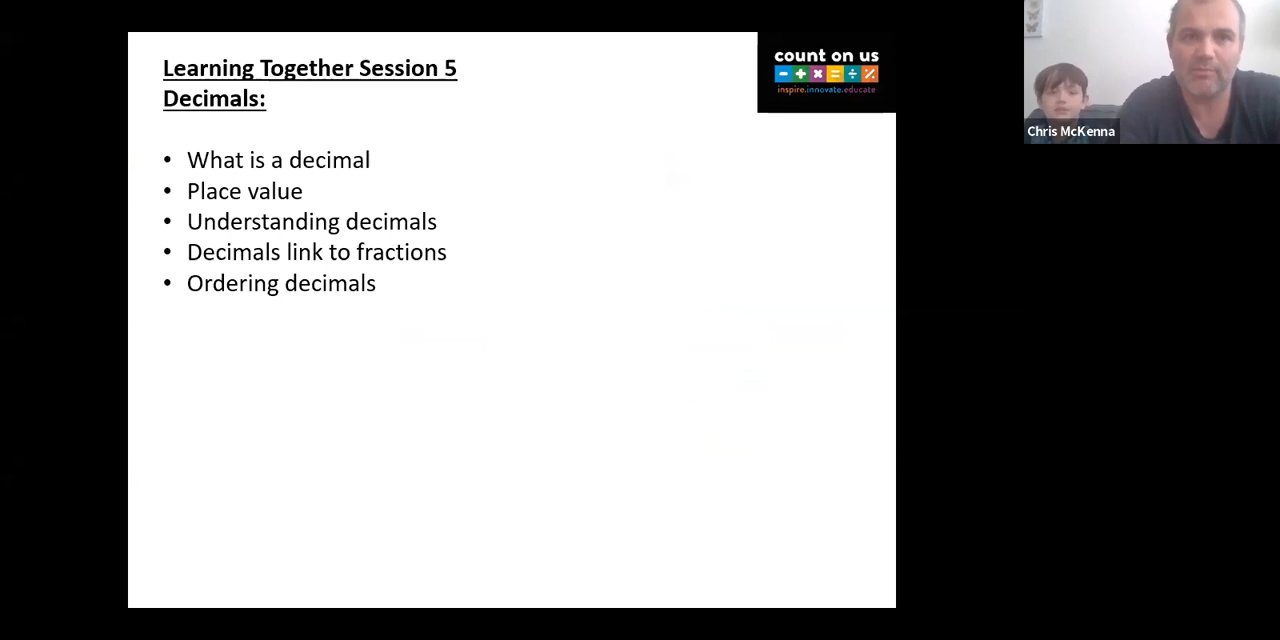 Learning Together Session 5
Decimals:
• What is a decimal
• Place value
• Understanding decimals
• Decimals link to fractions
• Ordering decimals
count on us
- + × = ÷ %
inspire.innovate.educate
Chris McKenna